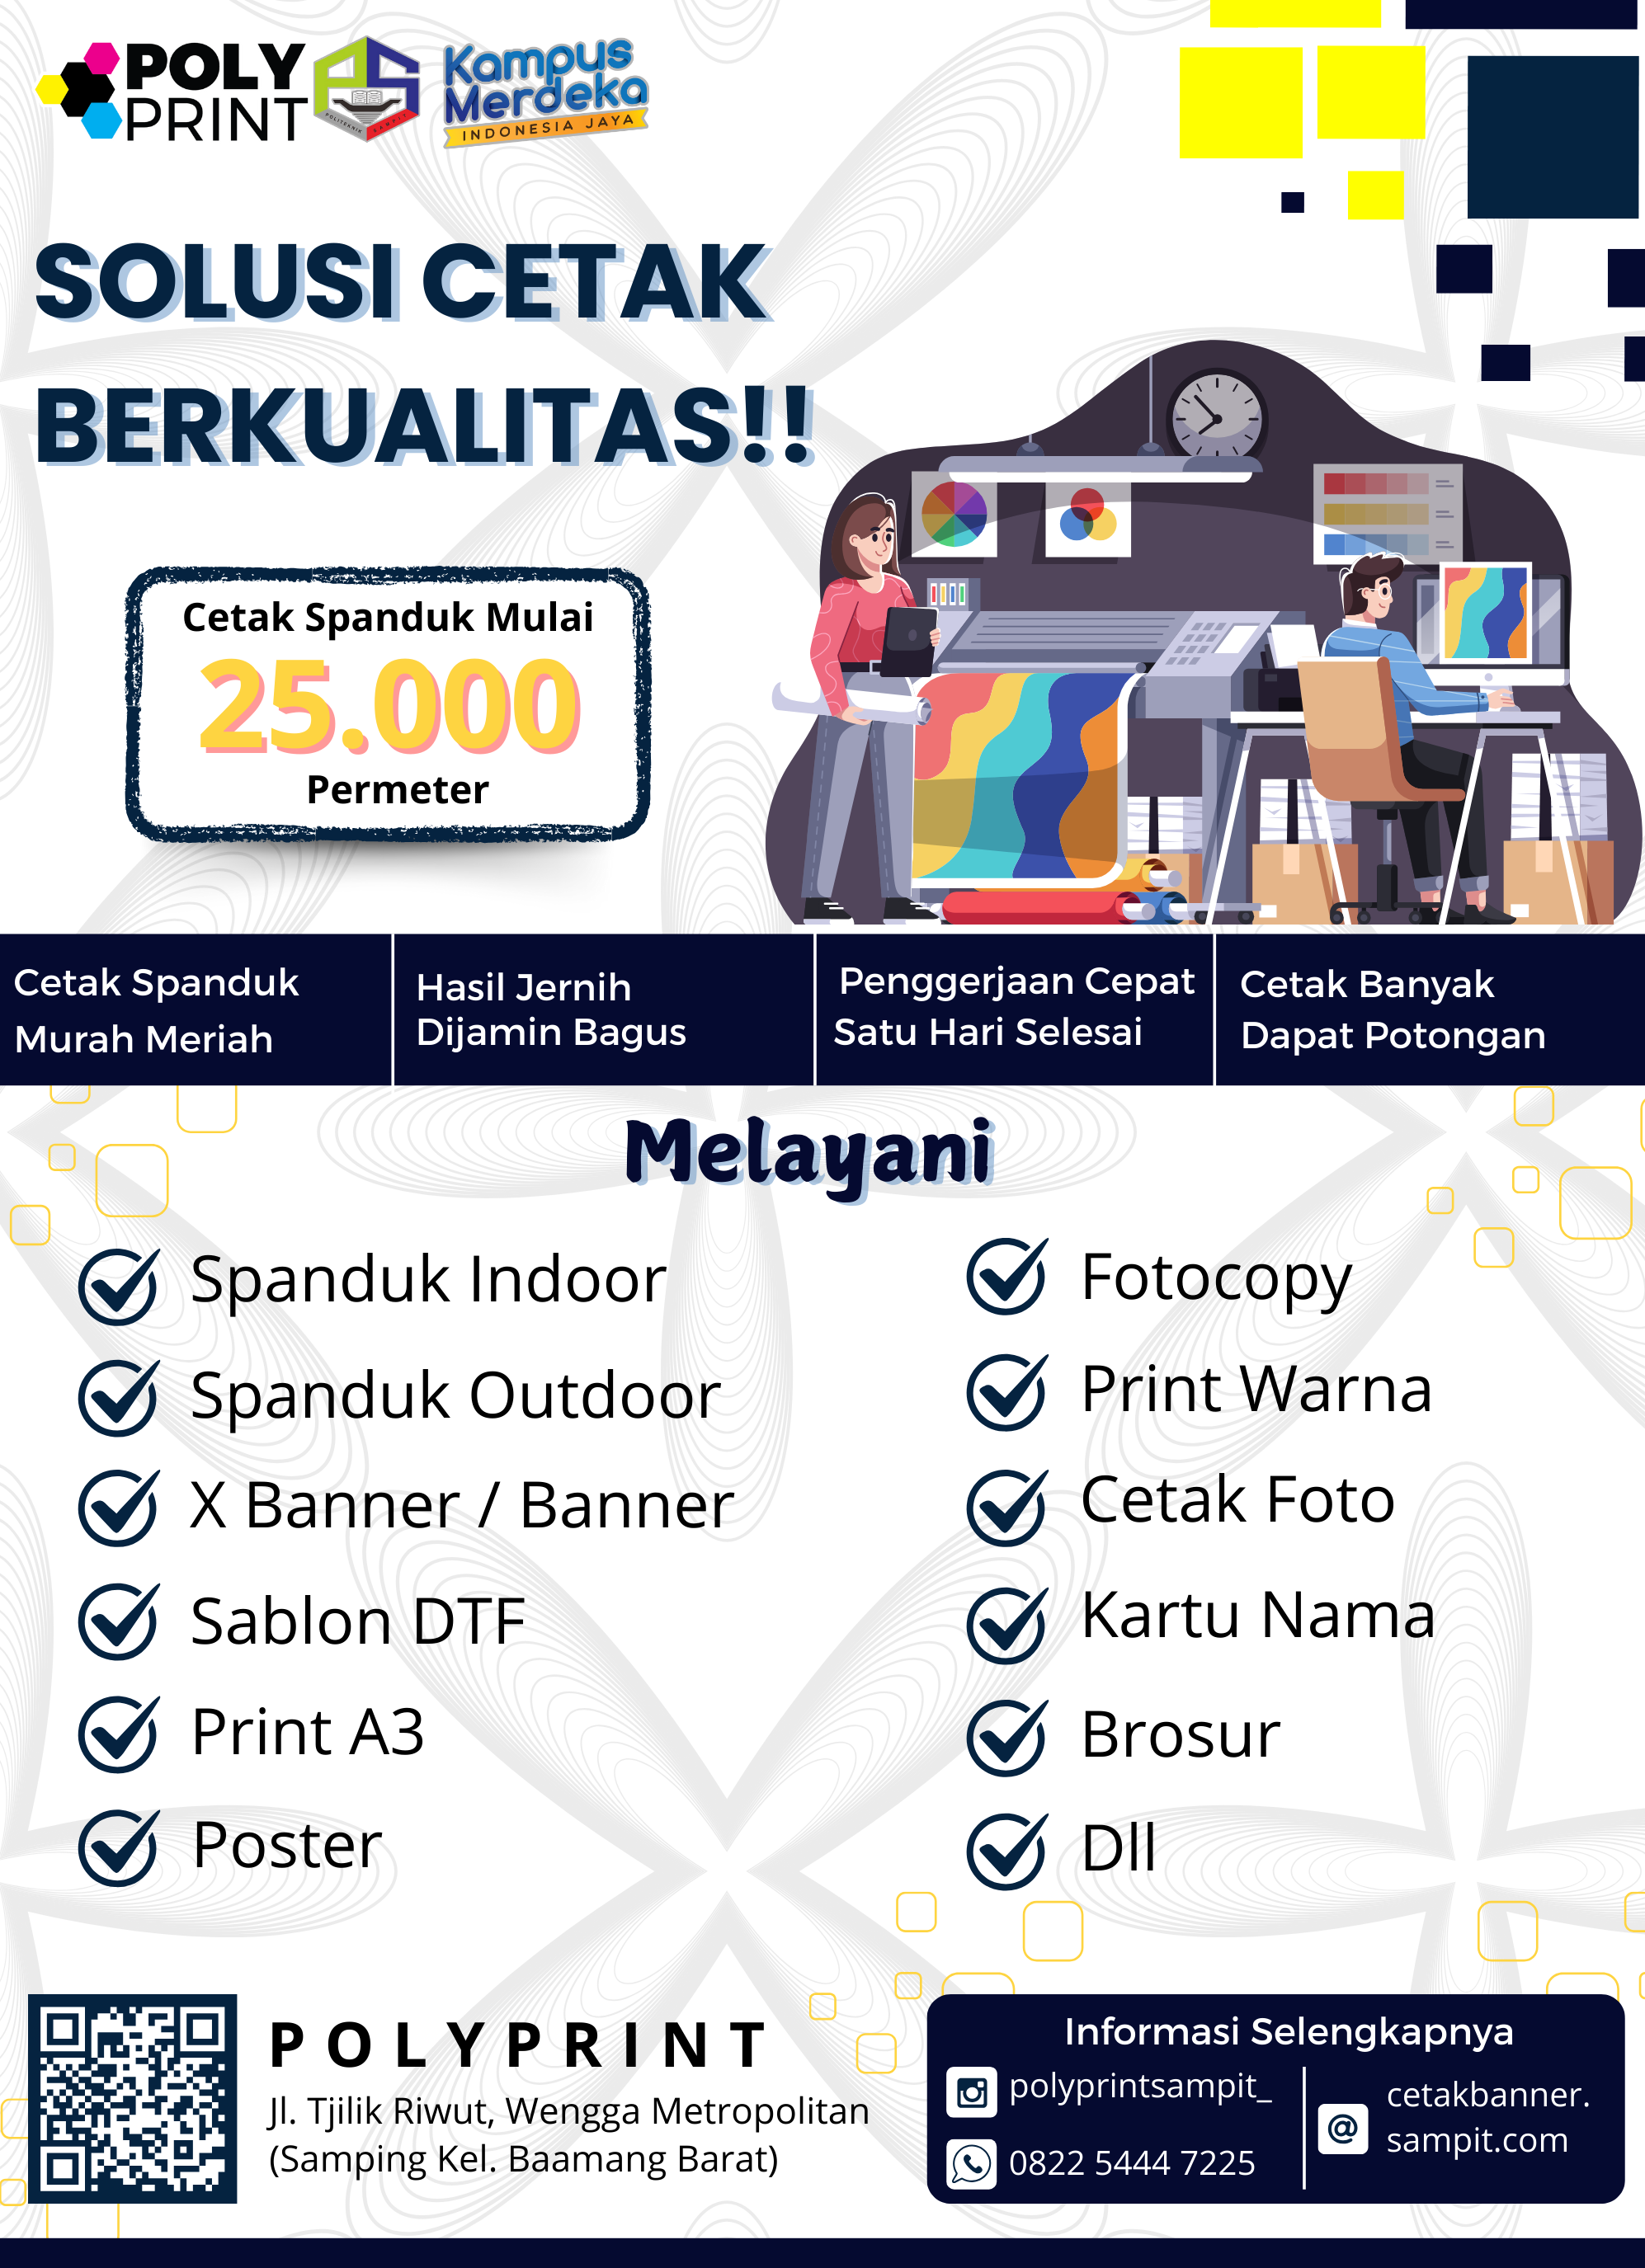 POLY
PRINT
POLITEKNIK SAMPIT
Kampus
Merdeka
INDONESIA JAYA
SOLUSI CETAK
BERKUALITAS!!
Cetak Spanduk Mulai
25.000
Permeter
Cetak Spanduk
Murah Meriah
Hasil Jernih
Dijamin Bagus
Penggerjaan Cepat
Satu Hari Selesai
Cetak Banyak
Dapat Potongan
Melayani
Spanduk Indoor
Spanduk Outdoor
X Banner / Banner
Sablon DTF
Print A3
Poster
Fotocopy
Print Warna
Cetak Foto
Kartu Nama
Brosur
Dll
POLYPRINT
Jl. Tjilik Riwut, Wengga Metropolitan
(Samping Kel. Baamang Barat)
Informasi Selengkapnya
polyprintsampit_
0822 5444 7225
@
cetakbanner.
sampit.com